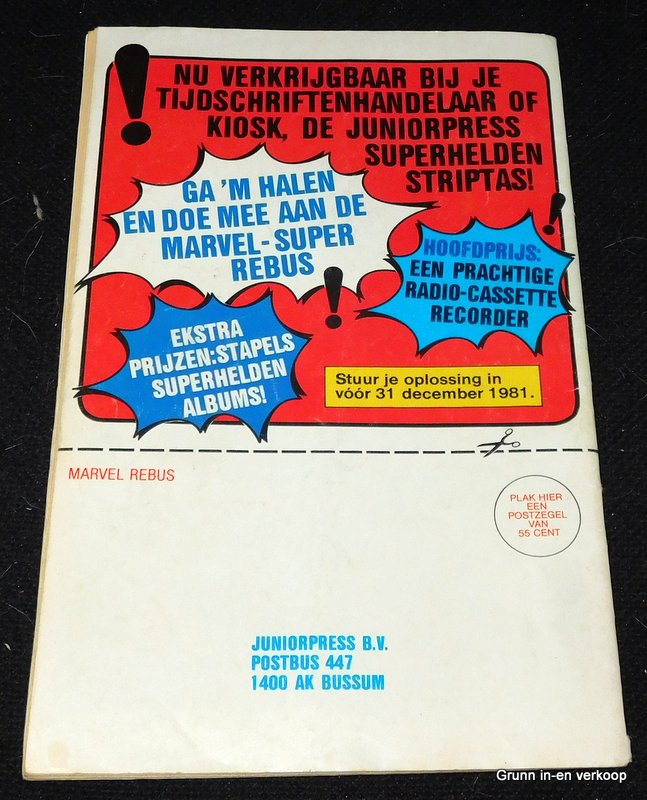 NU VERKRIJGBAAR BIJ JE
TIJDSCHRIFTENHANDELAAR OF
KIOSK, DE JUNIORPRESS
SUPERHELDEN
STRIPTAS!
GA 'M HALEN
EN DOE MEE AAN DE
MARVEL-SUPER
REBUS
HOOFDPRIJS:
EEN PRACHTIGE
RADIO-CASSETTE
RECORDER
EKSTRA
PRIJZEN:STAPELS
SUPERHELDEN
ALBUMS!
Stuur je oplossing in
vóór 31 december 1981.
MARVEL REBUS
PLAK HIER
EEN
POSTZEGEL
VAN
55 CENT
JUNIORPRESS B.V.
POSTBUS 447
1400 AK BUSSUM
Grunn in-en verkoop